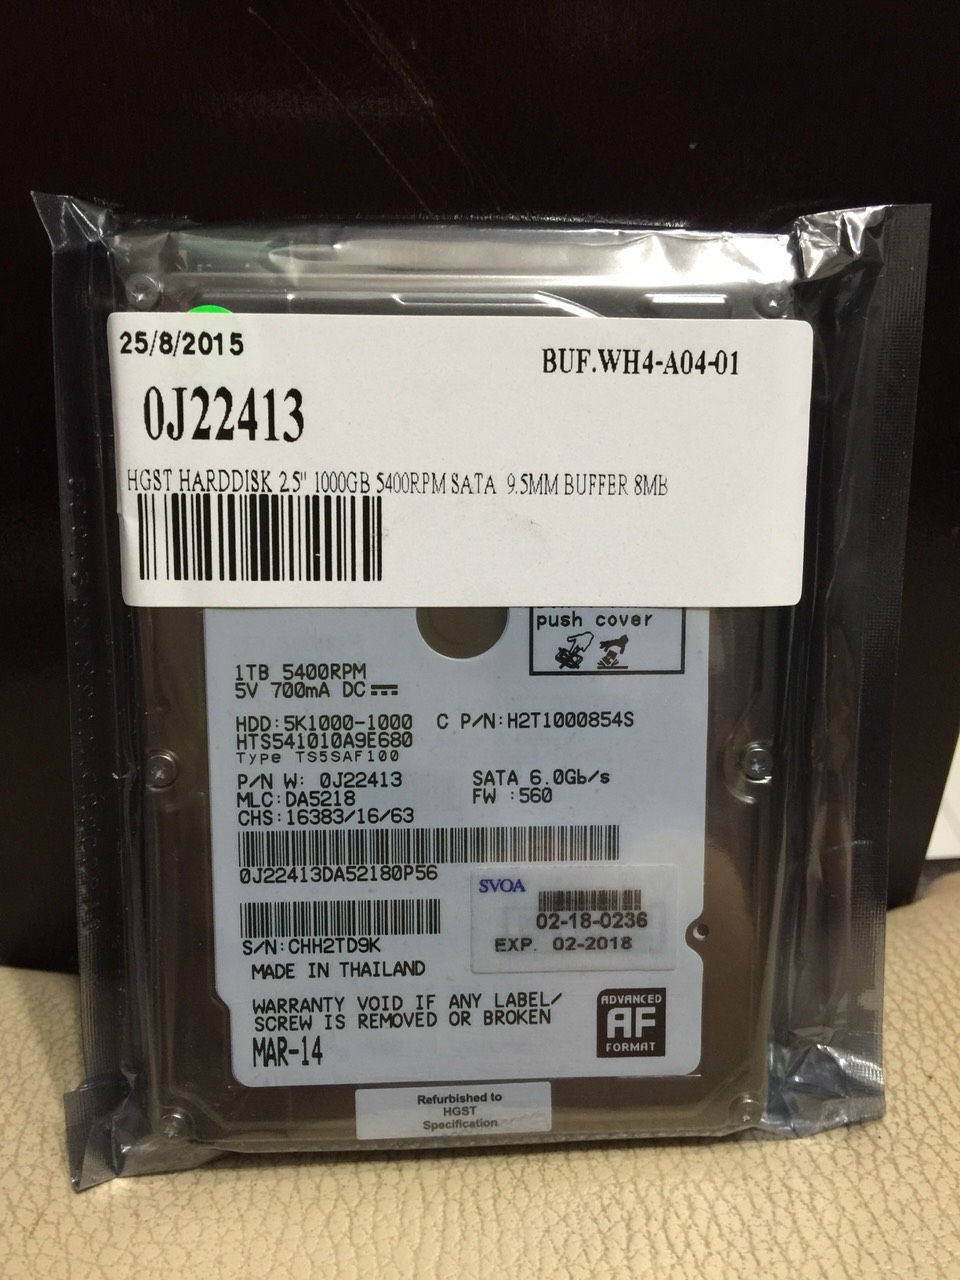 25/8/2015
BUF.WH4-A04-01
0J22413
HGST HARDDISK 2.5" 1000GB 5400RPM SATA 9.5MM BUFFER 8MB
push cover
1TB 5400RPM
5V 700mA DC
HDD:5K1000-1000 C P/N:H2T1000854S
HTS541010A9E680
Type TS5SAF100
P/N W: 0J22413 SATA 6.0Gb/s
MLC:DA5218 FW :560
CHS:16383/16/63
0J22413DA52180P56
SVOA
02-18-0236
EXP. 02-2018
S/N:CHH2TD9K
MADE IN THAILAND
WARRANTY VOID IF ANY LABEL/
SCREW IS REMOVED OR BROKEN
MAR-14
ADVANCED
AF
FORMAT
Refurbished to
HGST
Specification